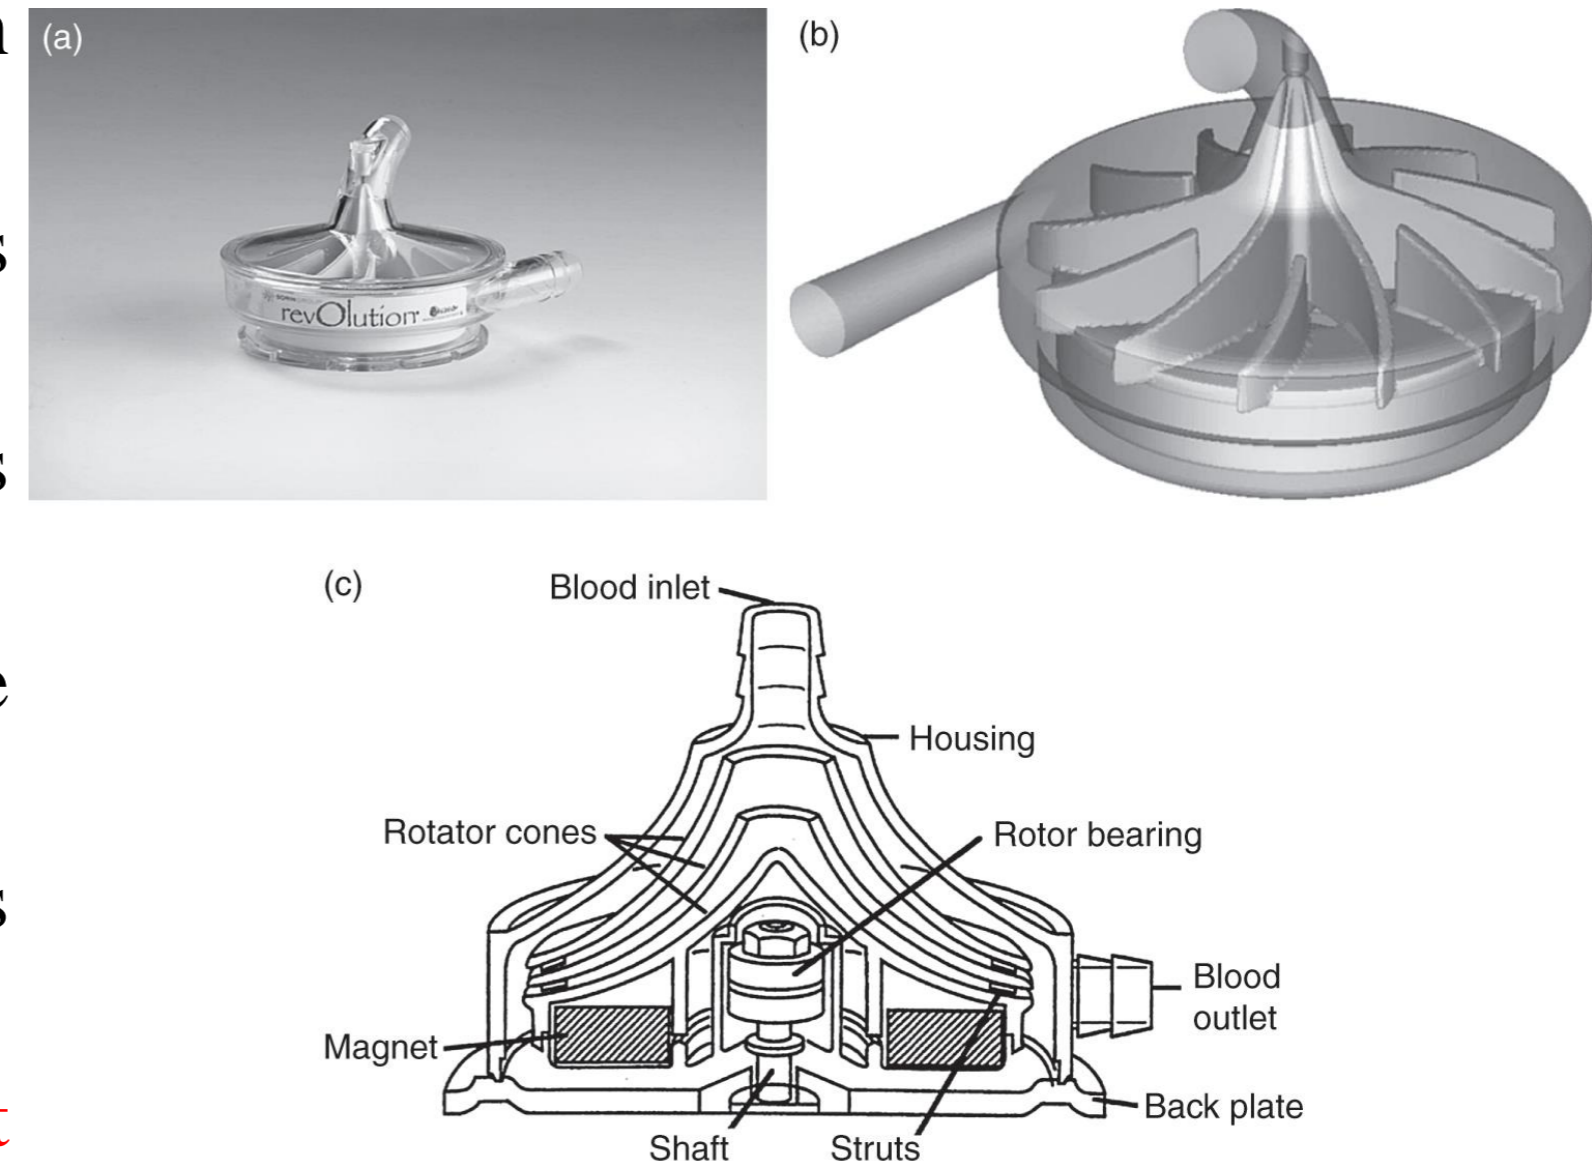 (a)
revOlution
(b)
(c)
Blood inlet
Housing
Rotator cones
Rotor bearing
Blood
outlet
Magnet
Back plate
Shaft
Struts
s
s
e
s